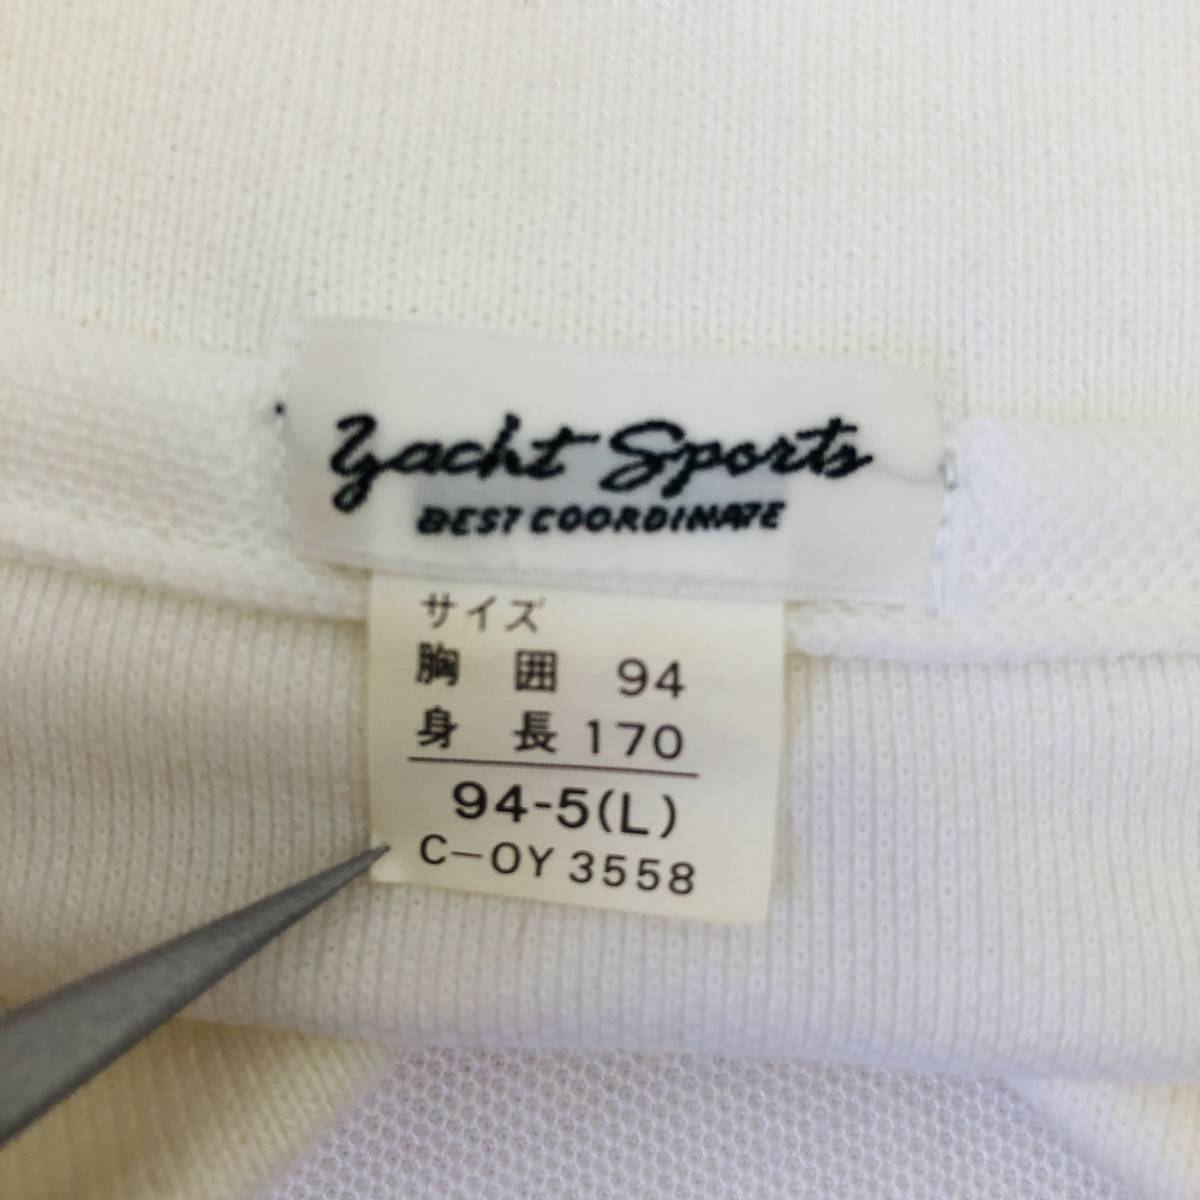 Yacht Sports
BEST COORDINATE
サイズ
胸囲 94
身長 170
94-5(L)
C-OY 3558